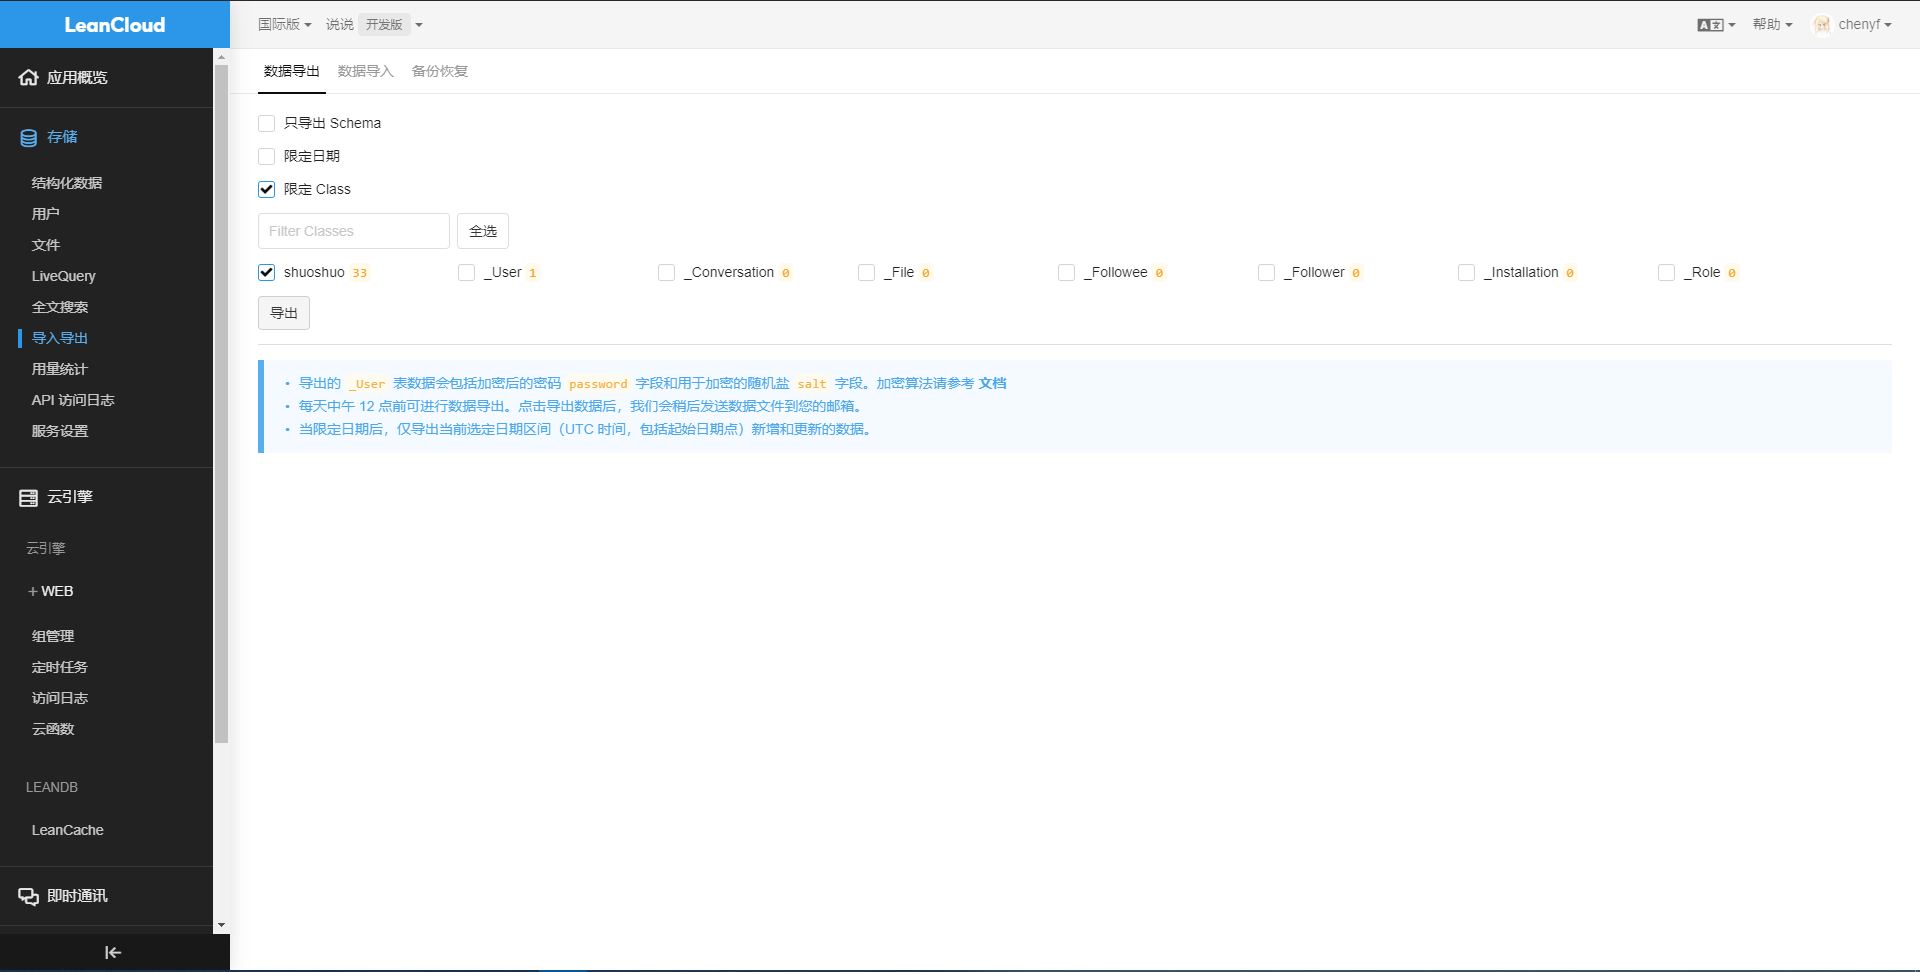 LeanCloud
国际版 说说 开发版
帮助 chenyf
应用概览
存储
结构化数据
用户
文件
LiveQuery
全文搜索
导入导出
用量统计
API 访问日志
服务设置
云引擎
云引擎
+ WEB
组管理
定时任务
访问日志
云函数
LEANDB
LeanCache
即时通讯
数据导出 数据导入 备份恢复
只导出 Schema
限定日期
限定 Class
Filter Classes 全选
shuoshuo 33 _User 1 _Conversation 0 _File 0 _Followee 0 _Follower 0 _Installation 0 _Role 0
导出
• 导出的 _User 表数据会包括加密后的密码 password 字段和用于加密的随机盐 salt 字段。加密算法请参考 文档
• 每天中午 12 点前可进行数据导出。点击导出数据后，我们会稍后发送数据文件到您的邮箱。
• 当限定日期后，仅导出当前选定日期区间（UTC 时间，包括起始日期点）新增和更新的数据。